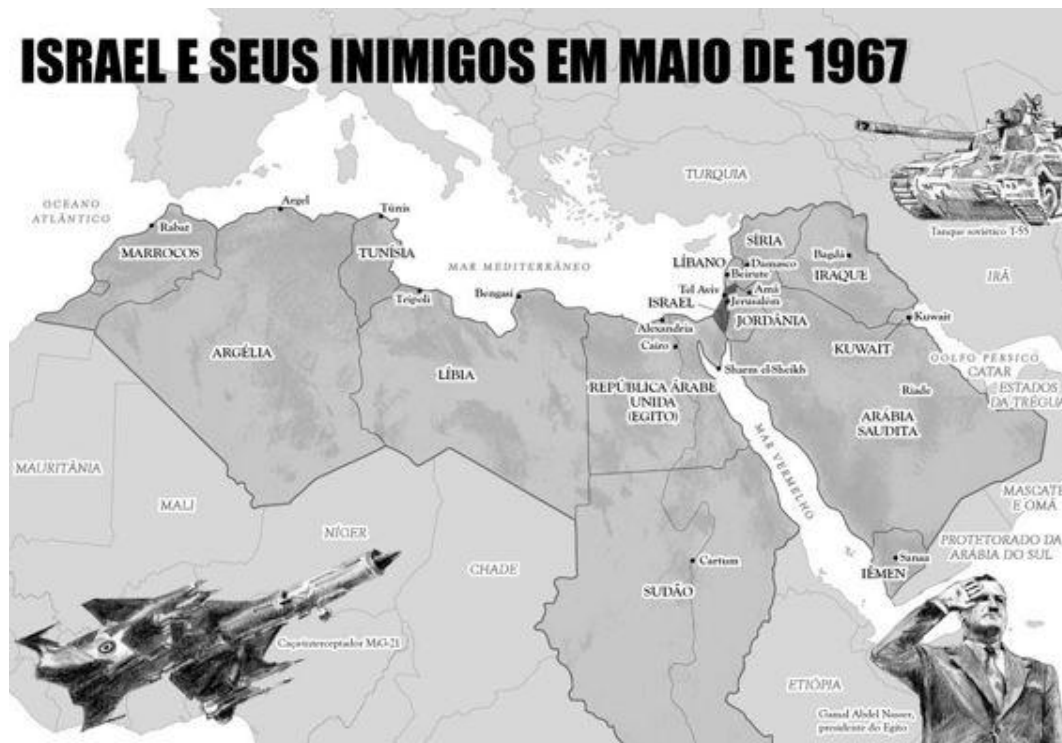 ISRAEL E SEUS INIMIGOS EM MAIO DE 1967
TURQUIA
Tanque soviético T-55
OCEANO
ATLÂNTICO
Argel
Túnis
Rabat
MARROCOS
TUNÍSIA
MAR MEDITERRÂNEO
SÍRIA
LÍBANO
Damasco
Beirute
Bagdá
IRAQUE
IRÃ
Trípoli
Bengasi
Tel Aviv
Amã
ISRAEL
Jerusalém
JORDÂNIA
Alexandria
Cairo
Kuwait
KUWAIT
ARGÉLIA
LÍBIA
Sharm el-Sheikh
GOLFO PÉRSICO
CATAR
ESTADOS
DA TRÉGUA
REPÚBLICA ÁRABE
UNIDA
(EGITO)
Riade
ARÁBIA
SAUDITA
MAR VERMELHO
MAURITÂNIA
MALI
NÍGER
CHADE
MASCATE
E OMÃ
PROTETORADO DA
ARÁBIA DO SUL
Sanaa
IÊMEN
Cartum
SUDÃO
Caça-interceptador MiG-21
ETIÓPIA
Gamal Abdel Nasser,
presidente do Egito